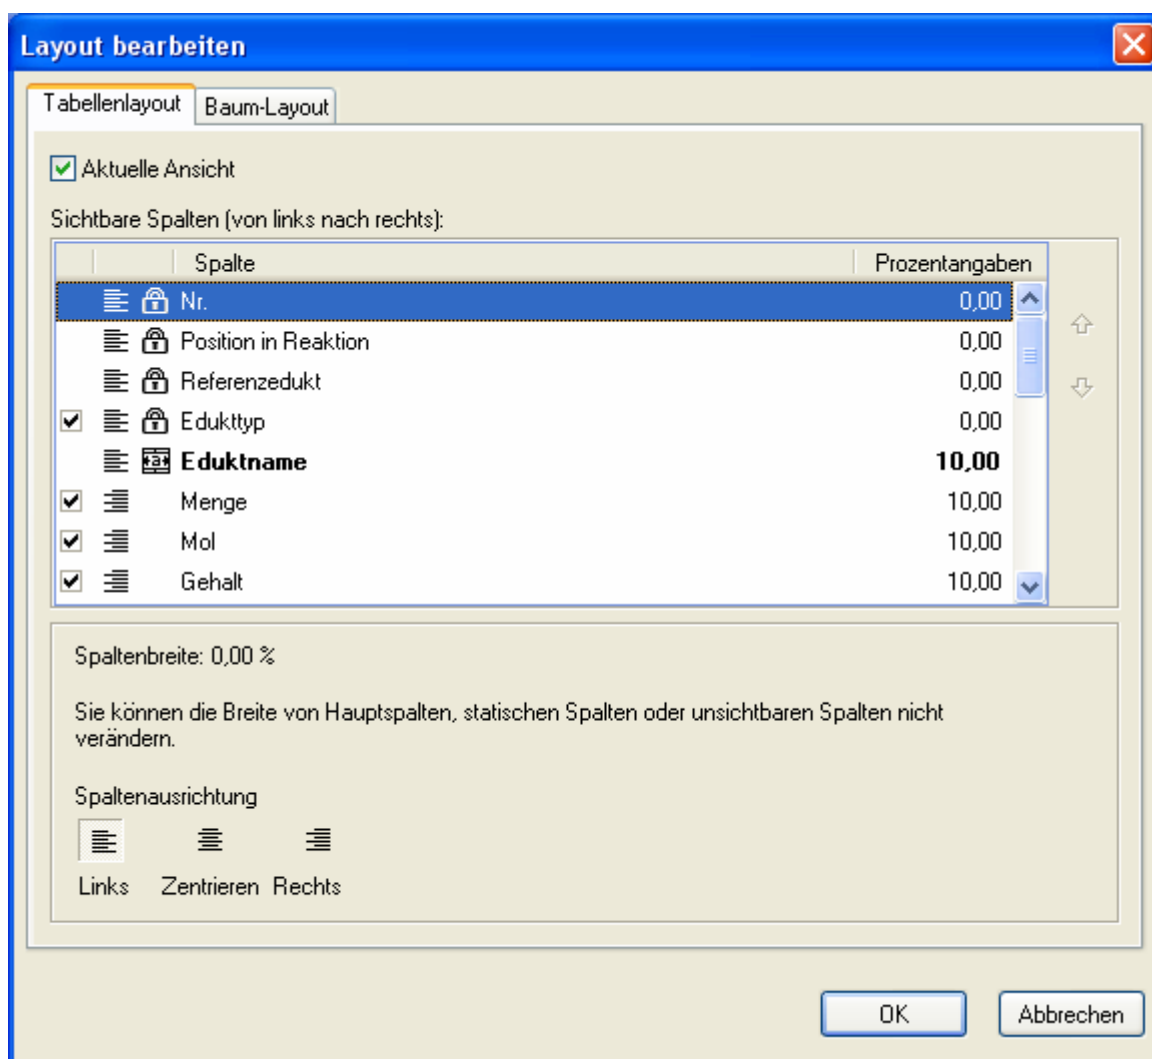 Layout bearbeiten
Tabellenlayout Baum-Layout
Aktuelle Ansicht
Sichtbare Spalten (von links nach rechts):
Spalte Prozentangaben
Nr. 0,00
Position in Reaktion 0,00
Referenzedukt 0,00
Edukttyp 0,00
a Eduktname 10,00
Menge 10,00
Mol 10,00
Gehalt 10,00
Spaltenbreite: 0,00 %
Sie können die Breite von Hauptspalten, statischen Spalten oder unsichtbaren Spalten nicht
verändern.
Spaltenausrichtung
Links Zentrieren Rechts
OK Abbrechen